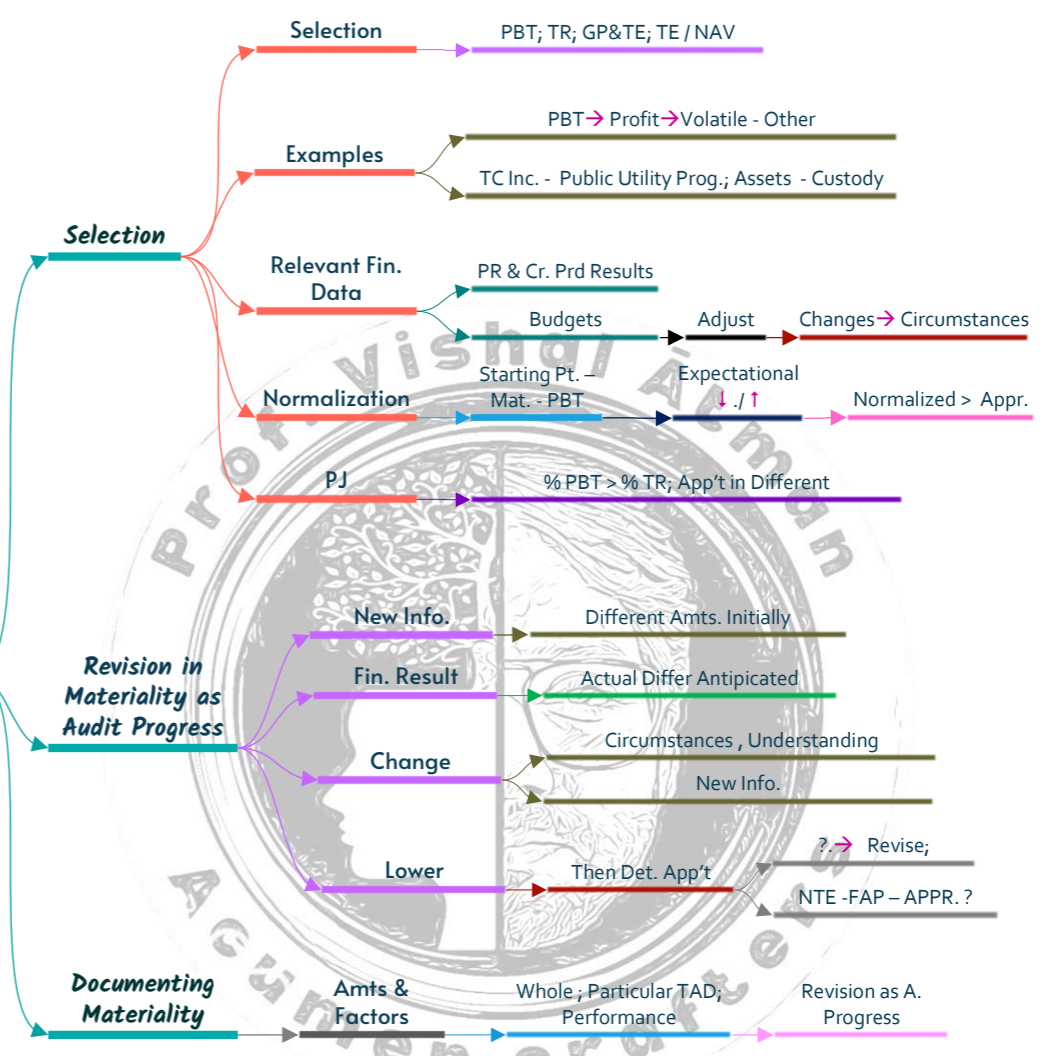 Selection
PBT; TR; GP&TE; TE / NAV
PBT→ Profit→Volatile - Other
Examples
TC Inc. - Public Utility Prog.; Assets - Custody
Selection
Relevant Fin.
Data
PR & Cr. Prd Results
Budgets
Adjust
Changes→ Circumstances
Normalization
Starting Pt. –
Mat. - PBT
Expectational
↓ ./ ↑
Normalized > Appr.
PJ
% PBT > % TR; App't in Different
Prof. Vishal Ātman
New Info.
Different Amts. Initially
Revision in
Materiality as
Audit Progress
Fin. Result
Actual Differ Antipicated
Change
Circumstances , Understanding
New Info.
Lower
Then Det. App't
?.→ Revise;
NTE -FAP – APPR. ?
Documenting
Materiality
Amts &
Factors
Whole ; Particular TAD;
Performance
Revision as A.
Progress